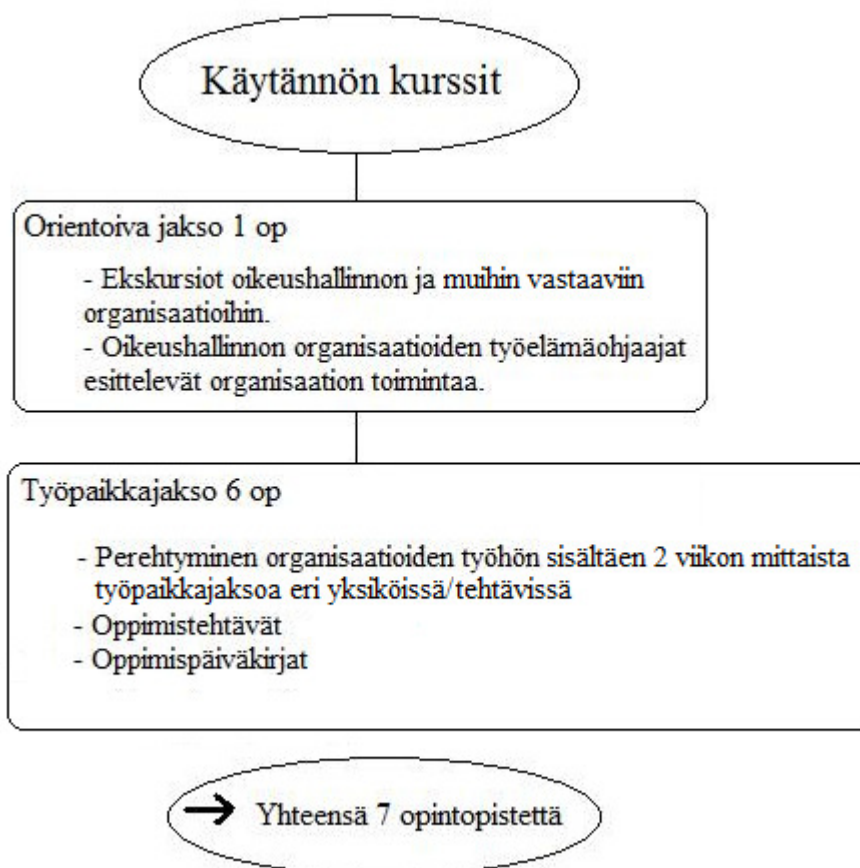 Käytännön kurssit
Orientoiva jakso 1 op
- Ekskursiot oikeushallinnon ja muihin vastaaviin
organisaatioihin.
- Oikeushallinnon organisaatioiden työelämäohjaajat
esittelevät organisaation toimintaa.
Työpaikkajakso 6 op
- Perehtyminen organisaatioiden työhön sisältäen 2 viikon mittaista
työpaikkajaksoa eri yksiköissä/tehtävissä
- Oppimistehtävät
- Oppimispäiväkirjat
→ Yhteensä 7 opintopistettä